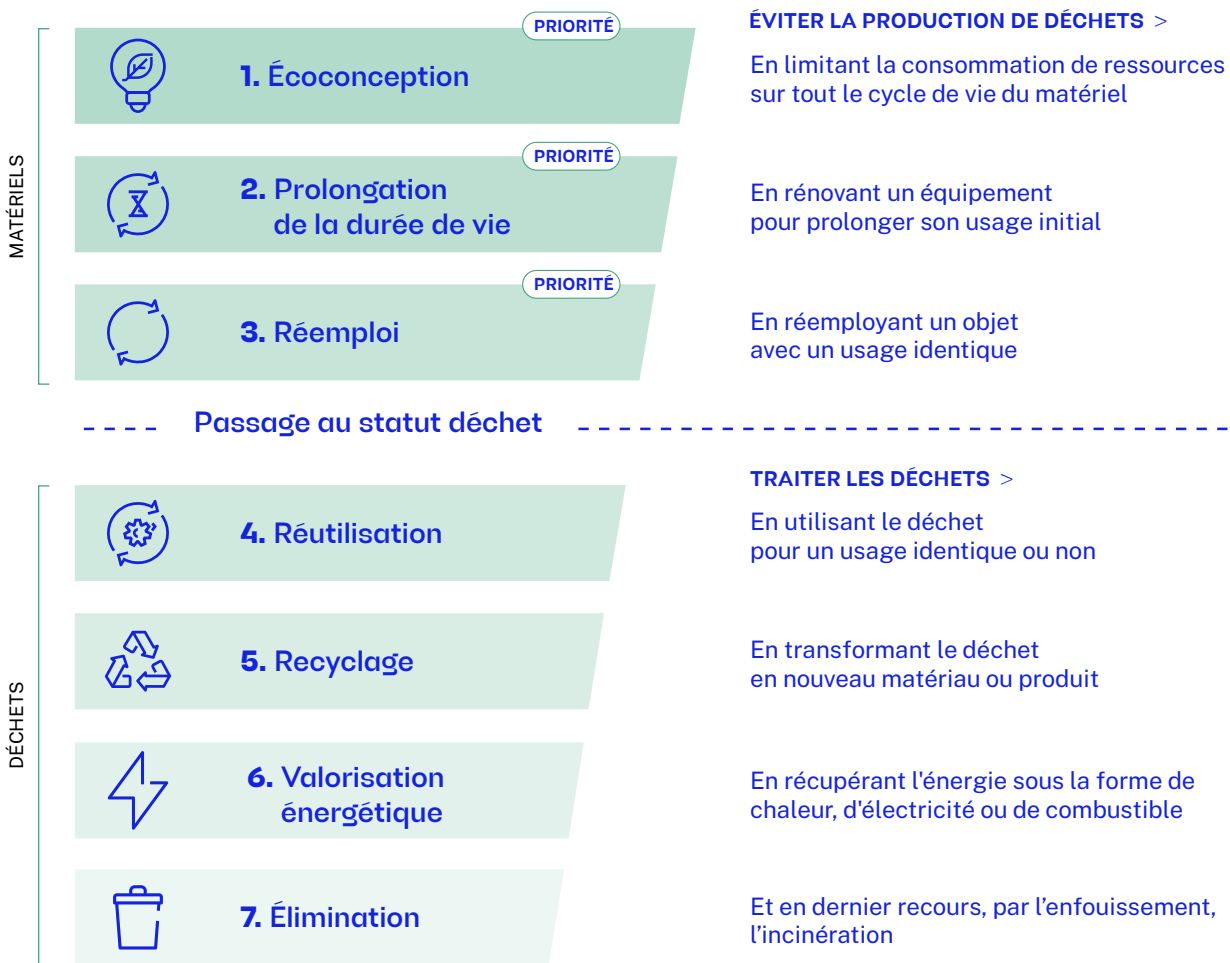 MATÉRIELS
PRIORITÉ
1. Écoconception
ÉVITER LA PRODUCTION DE DÉCHETS >
En limitant la consommation de ressources
sur tout le cycle de vie du matériel
PRIORITÉ
2. Prolongation
de la durée de vie
En rénovant un équipement
pour prolonger son usage initial
PRIORITÉ
3. Réemploi
En réemployant un objet
avec un usage identique
Passage au statut déchet
DÉCHETS
TRAITER LES DÉCHETS >
4. Réutilisation
En utilisant le déchet
pour un usage identique ou non
5. Recyclage
En transformant le déchet
en nouveau matériau ou produit
6. Valorisation
énergétique
En récupérant l'énergie sous la forme de
chaleur, d'électricité ou de combustible
7. Élimination
Et en dernier recours, par l’enfouissement,
l’incinération